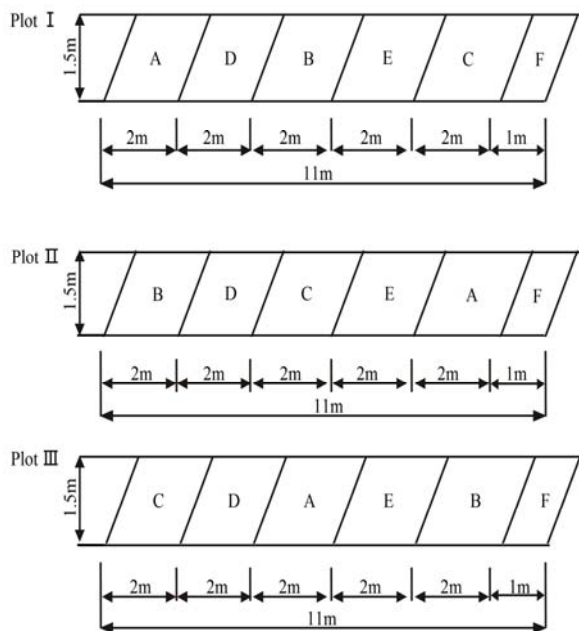 Plot Ⅰ
1.5m
A D B E C F
2m 2m 2m 2m 2m 1m
11m
Plot Ⅱ
1.5m
B D C E A F
2m 2m 2m 2m 2m 1m
11m
Plot Ⅲ
1.5m
C D A E B F
2m 2m 2m 2m 2m 1m
11m